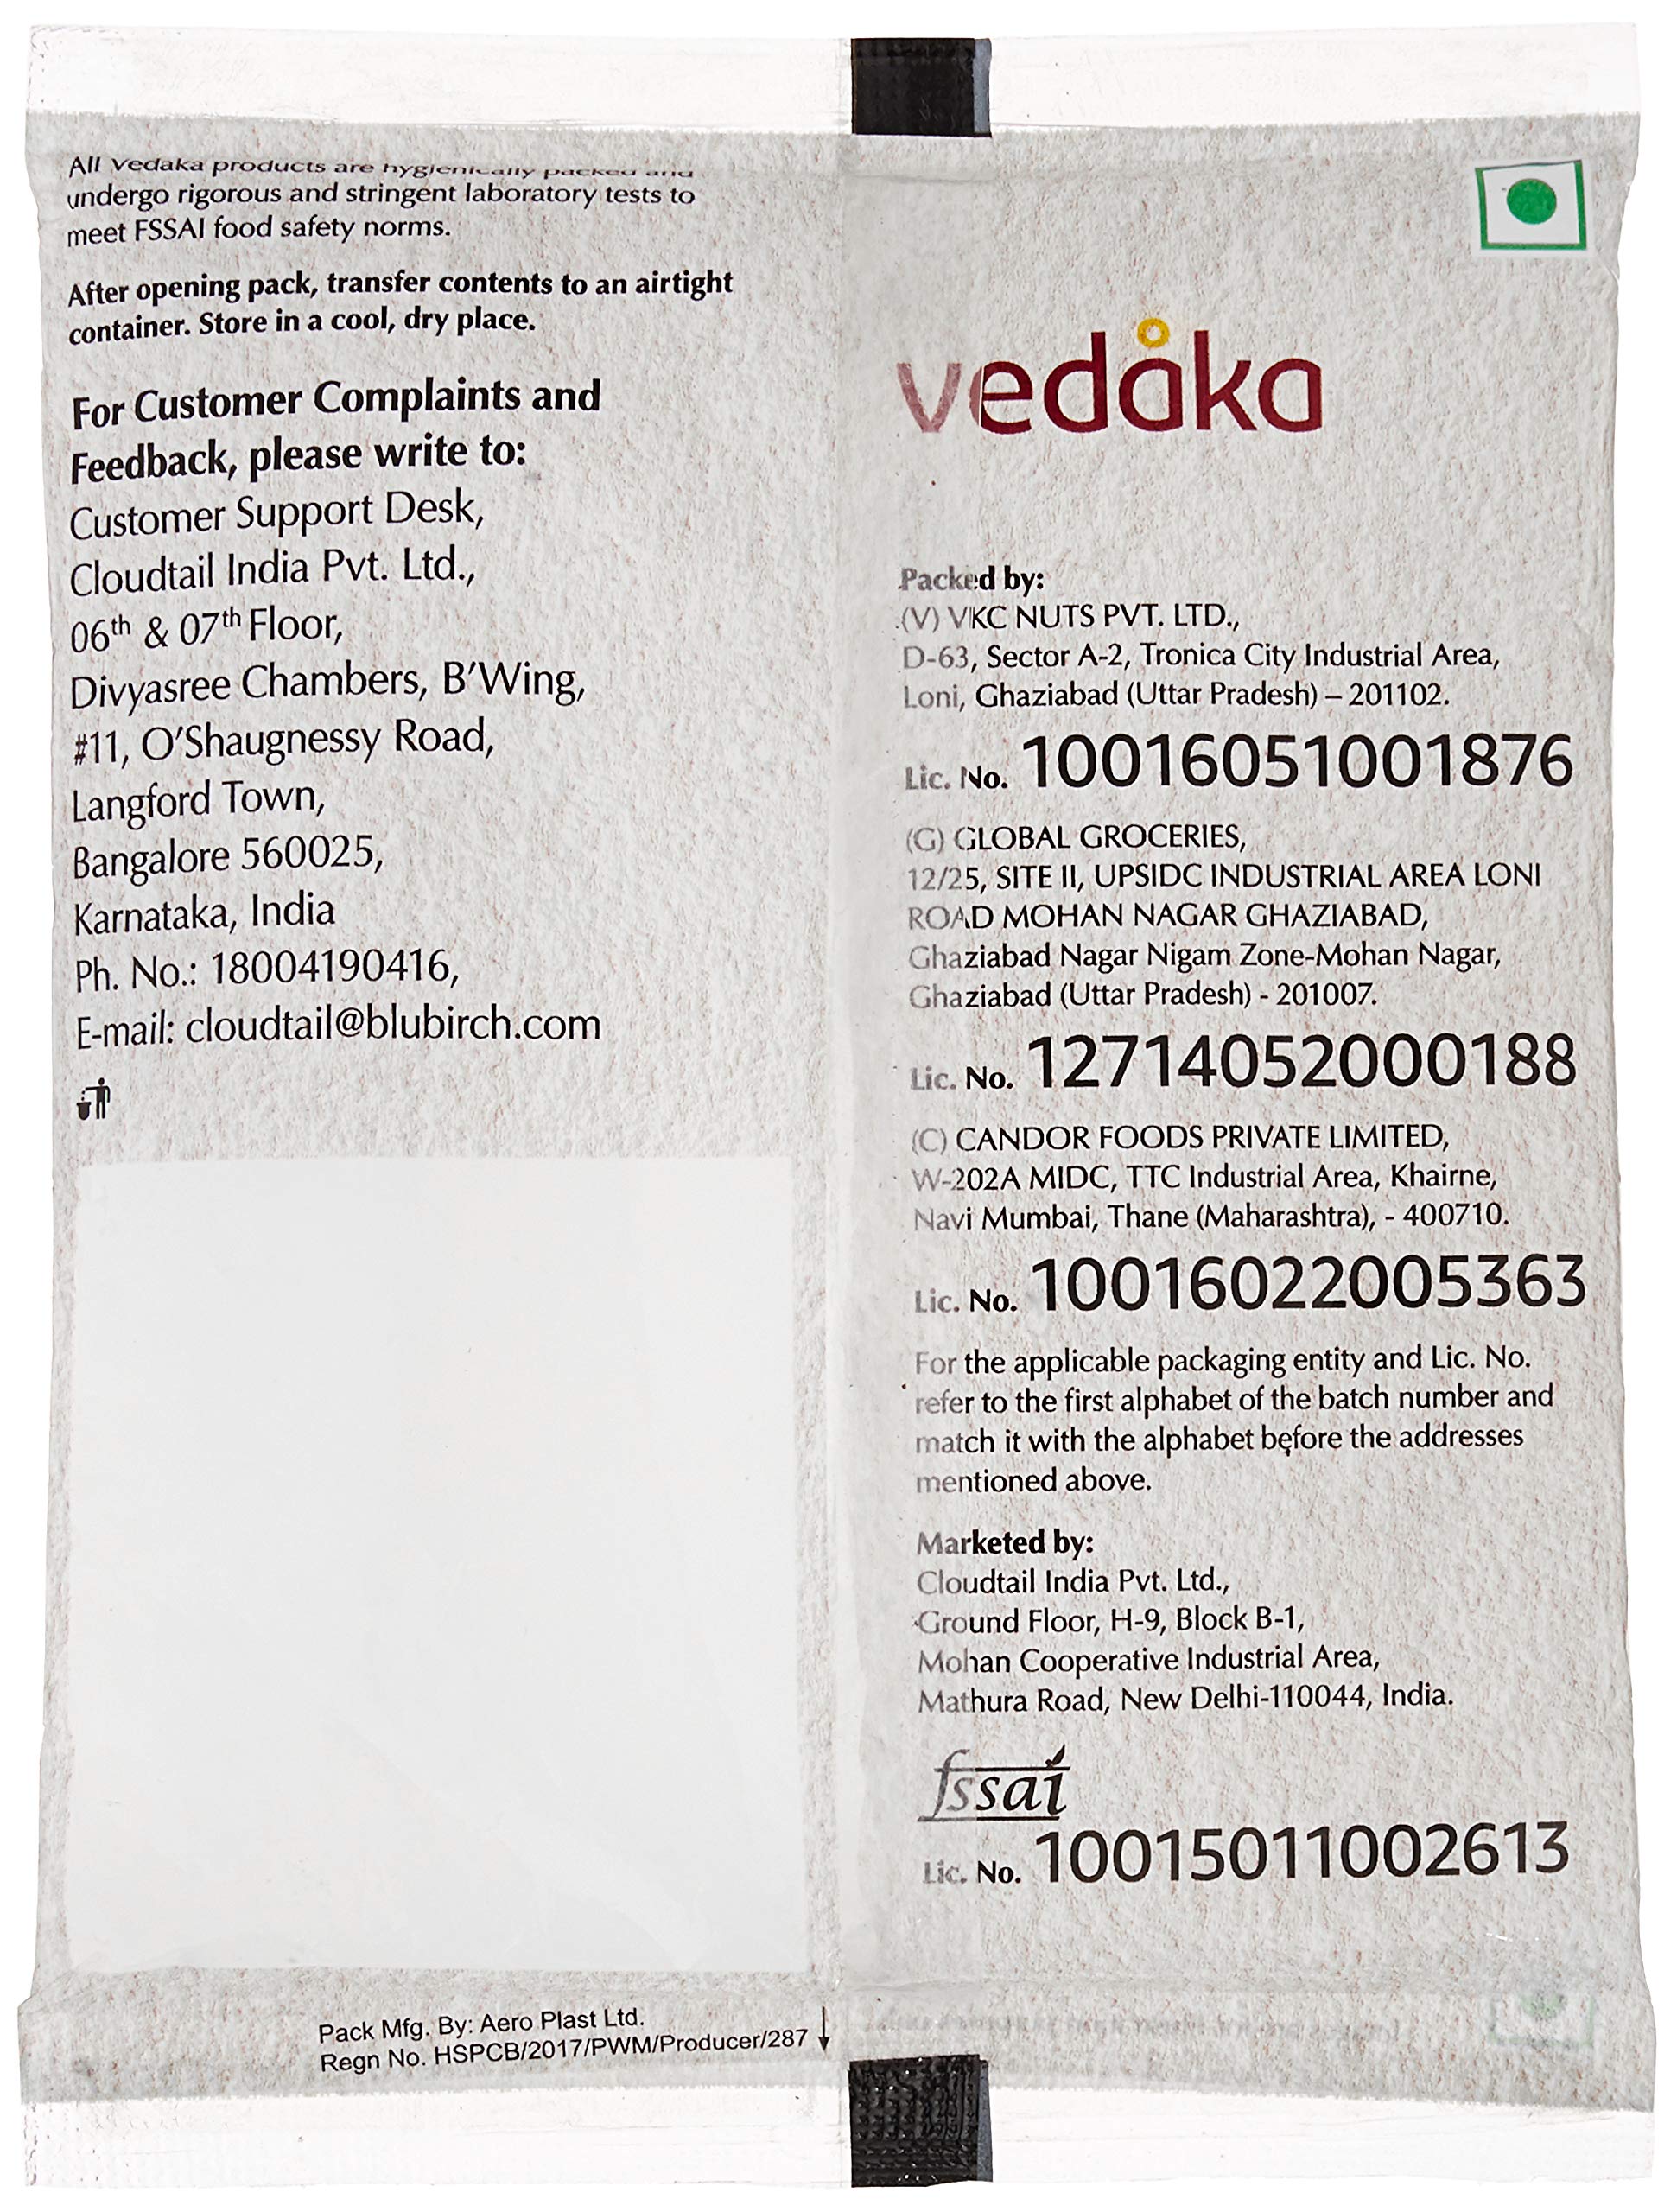 All Vedaka products are hygienically packed and
undergo rigorous and stringent laboratory tests to
meet FSSAI food safety norms.
After opening pack, transfer contents to an airtight
container. Store in a cool, dry place.
For Customer Complaints and
Feedback, please write to:
Customer Support Desk,
Cloudtail India Pvt. Ltd.,
06th & 07th Floor,
Divyasree Chambers, B'Wing,
#11, O'Shaugnessy Road,
Langford Town,
Bangalore 560025,
Karnataka, India
Ph. No.: 18004190416,
E-mail: cloudtail@blubirch.com
Pack Mfg. By: Aero Plast Ltd.
Regn No. HSPCB/2017/PWM/Producer/287
vedaka
Packed by:
(V) VKC NUTS PVT. LTD.,
D-63, Sector A-2, Tronica City Industrial Area,
Loni, Ghaziabad (Uttar Pradesh) – 201102.
Lic. No. 10016051001876
(G) GLOBAL GROCERIES,
12/25, SITE II, UPSIDC INDUSTRIAL AREA LONI
ROAD MOHAN NAGAR GHAZIABAD,
Ghaziabad Nagar Nigam Zone-Mohan Nagar,
Ghaziabad (Uttar Pradesh) - 201007.
Lic. No. 12714052000188
(C) CANDOR FOODS PRIVATE LIMITED,
W-202A MIDC, TTC Industrial Area, Khairne,
Navi Mumbai, Thane (Maharashtra), - 400710.
Lic. No. 10016022005363
For the applicable packaging entity and Lic. No.
refer to the first alphabet of the batch number and
match it with the alphabet before the addresses
mentioned above.
Marketed by:
Cloudtail India Pvt. Ltd.,
Ground Floor, H-9, Block B-1,
Mohan Cooperative Industrial Area,
Mathura Road, New Delhi-110044, India.
fssai
Lic. No. 10015011002613